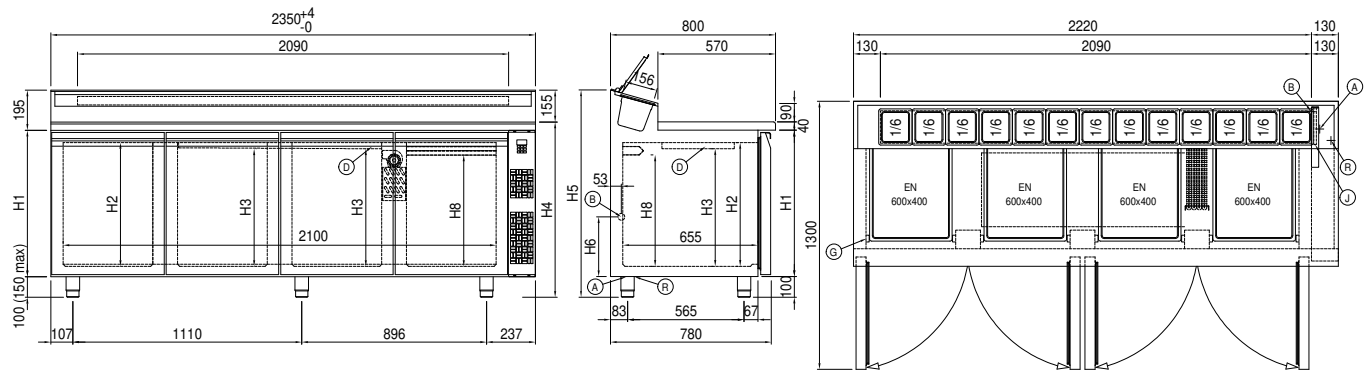 2350+4
-0
2090
195
155
H1
H2
H3
D
H3
H8
H4
2100
100 (150 max)
107
1110
896
237
800
570
156
90
40
H5
53
B
H6
H8
D
H3
H2
H1
655
A
R
100
83
565
67
780
2220
130
130
2090
130
B
A
1/6 1/6 1/6 1/6 1/6 1/6 1/6 1/6 1/6 1/6 1/6 1/6 1/6
R
J
EN
600x400
EN
600x400
EN
600x400
EN
600x400
G
1300